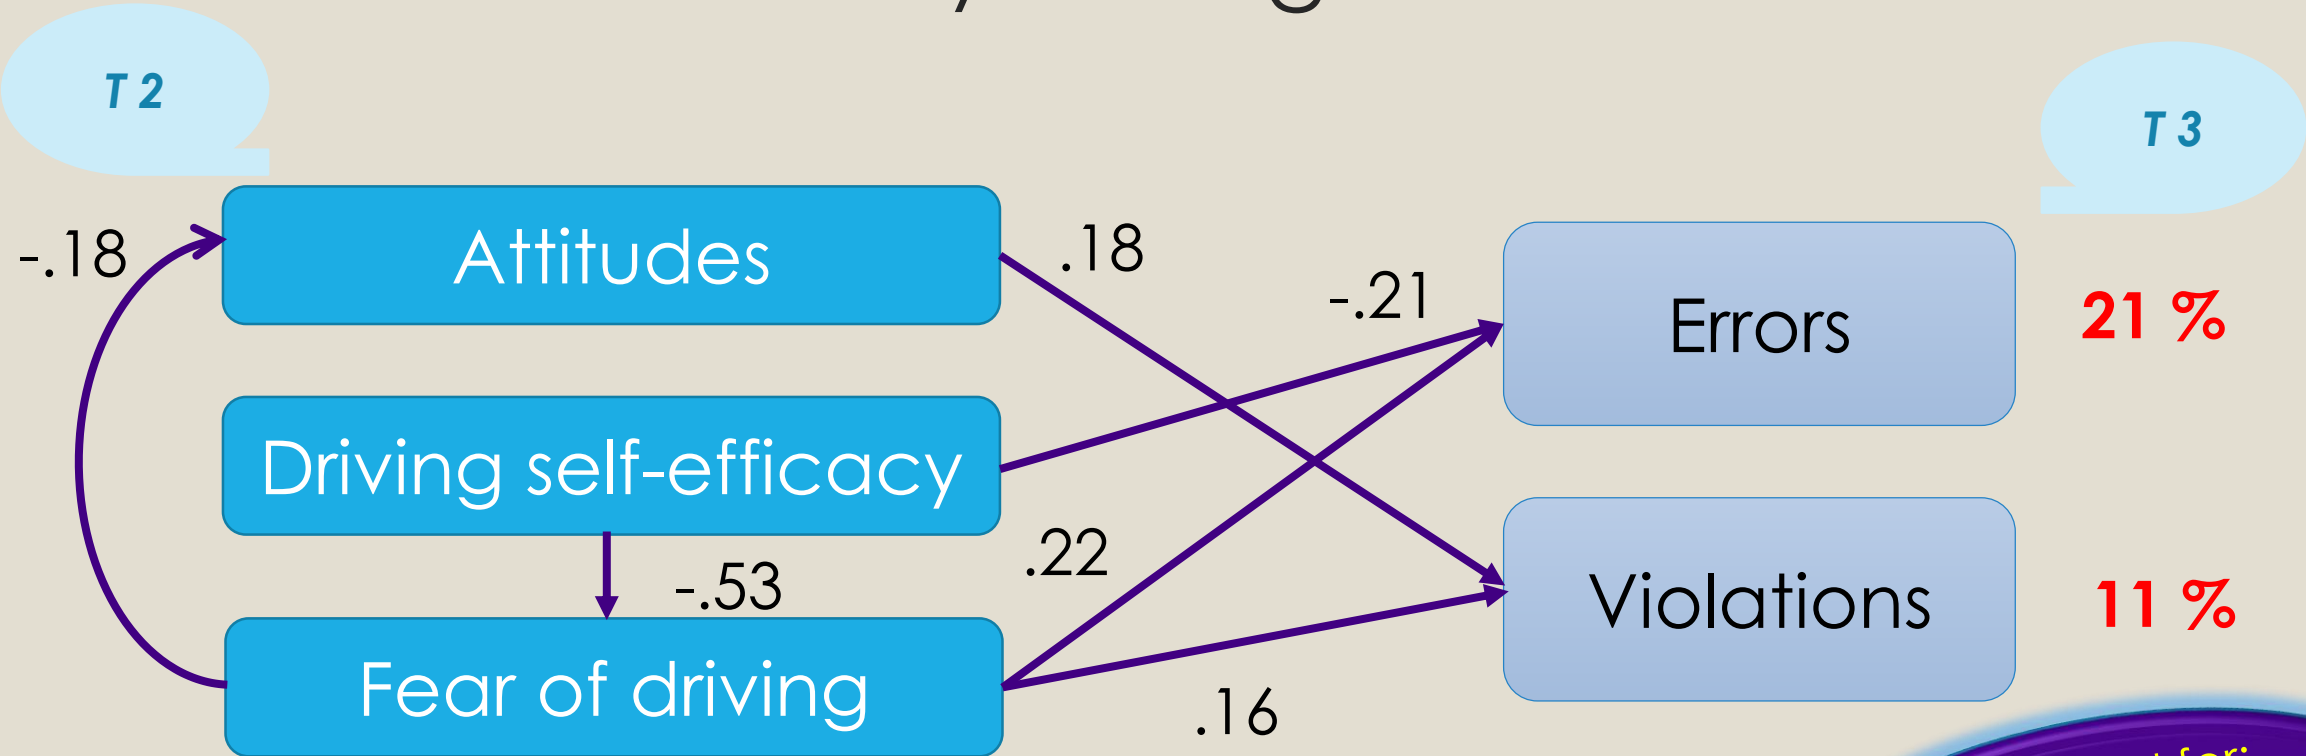 T 2
T 3
-.18
Attitudes
.18
-.21
Errors
21 %
Driving self-efficacy
-.53
.22
Violations
11 %
Fear of driving
.16